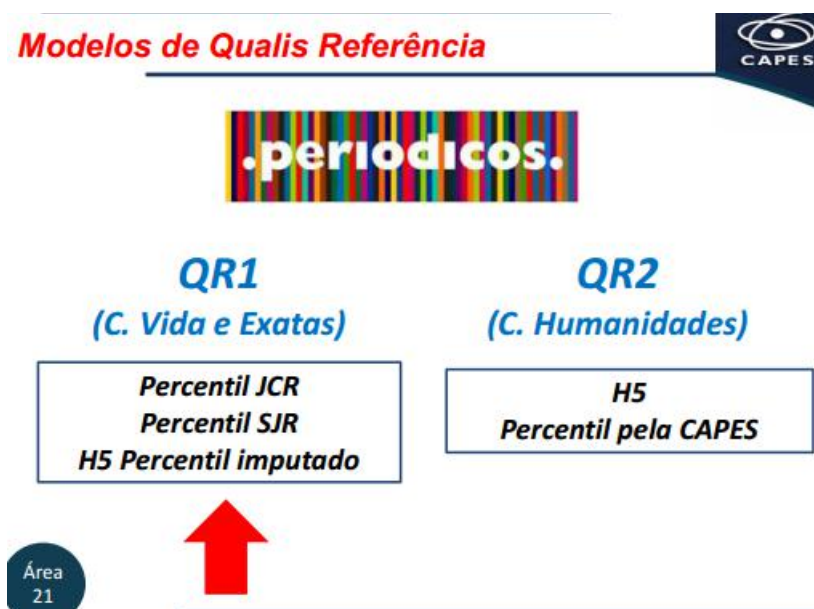 Modelos de Qualis Referência
CAPES
.periodicos.
QR1
(C. Vida e Exatas)
Percentil JCR
Percentil SJR
H5 Percentil imputado
QR2
(C. Humanidades)
H5
Percentil pela CAPES
Área
21